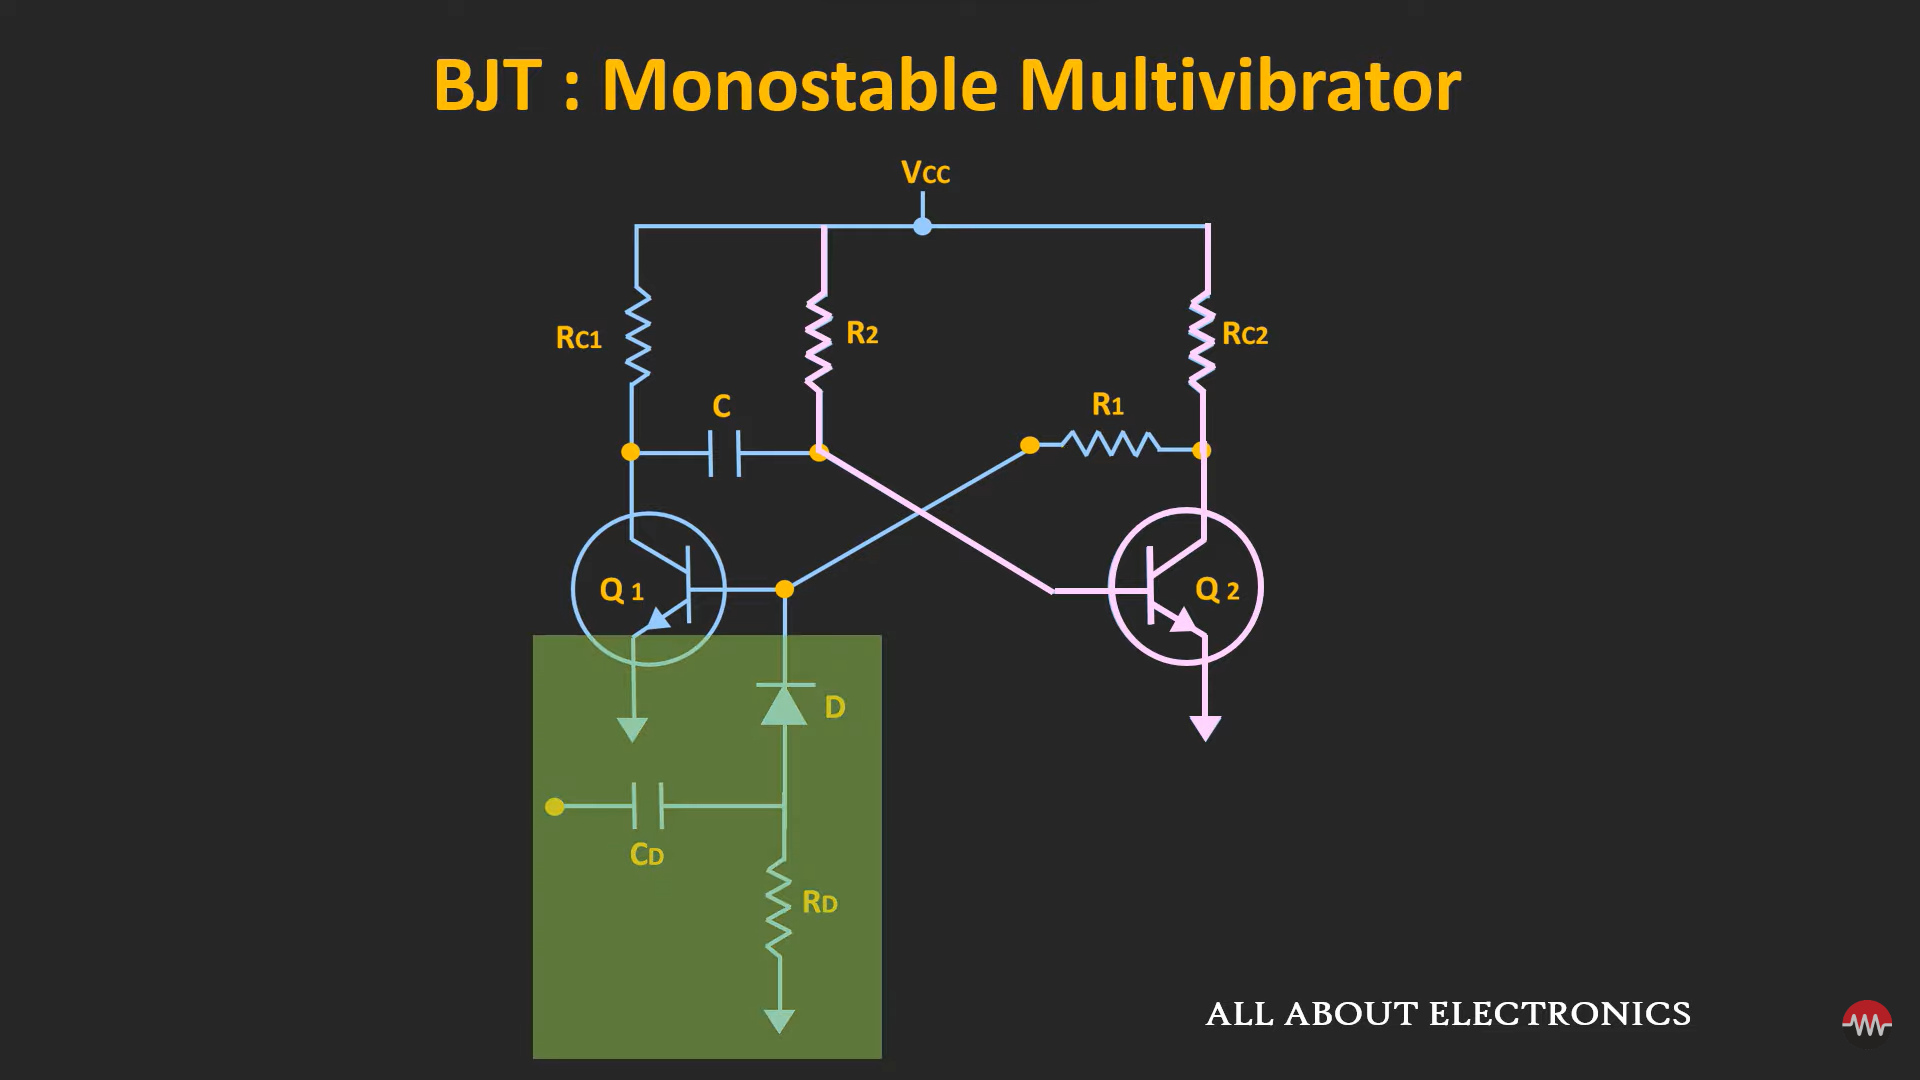 BJT : Monostable Multivibrator
VCC
RC1
R2
RC2
C
R1
Q 1
Q 2
D
CD
RD
ALL ABOUT ELECTRONICS